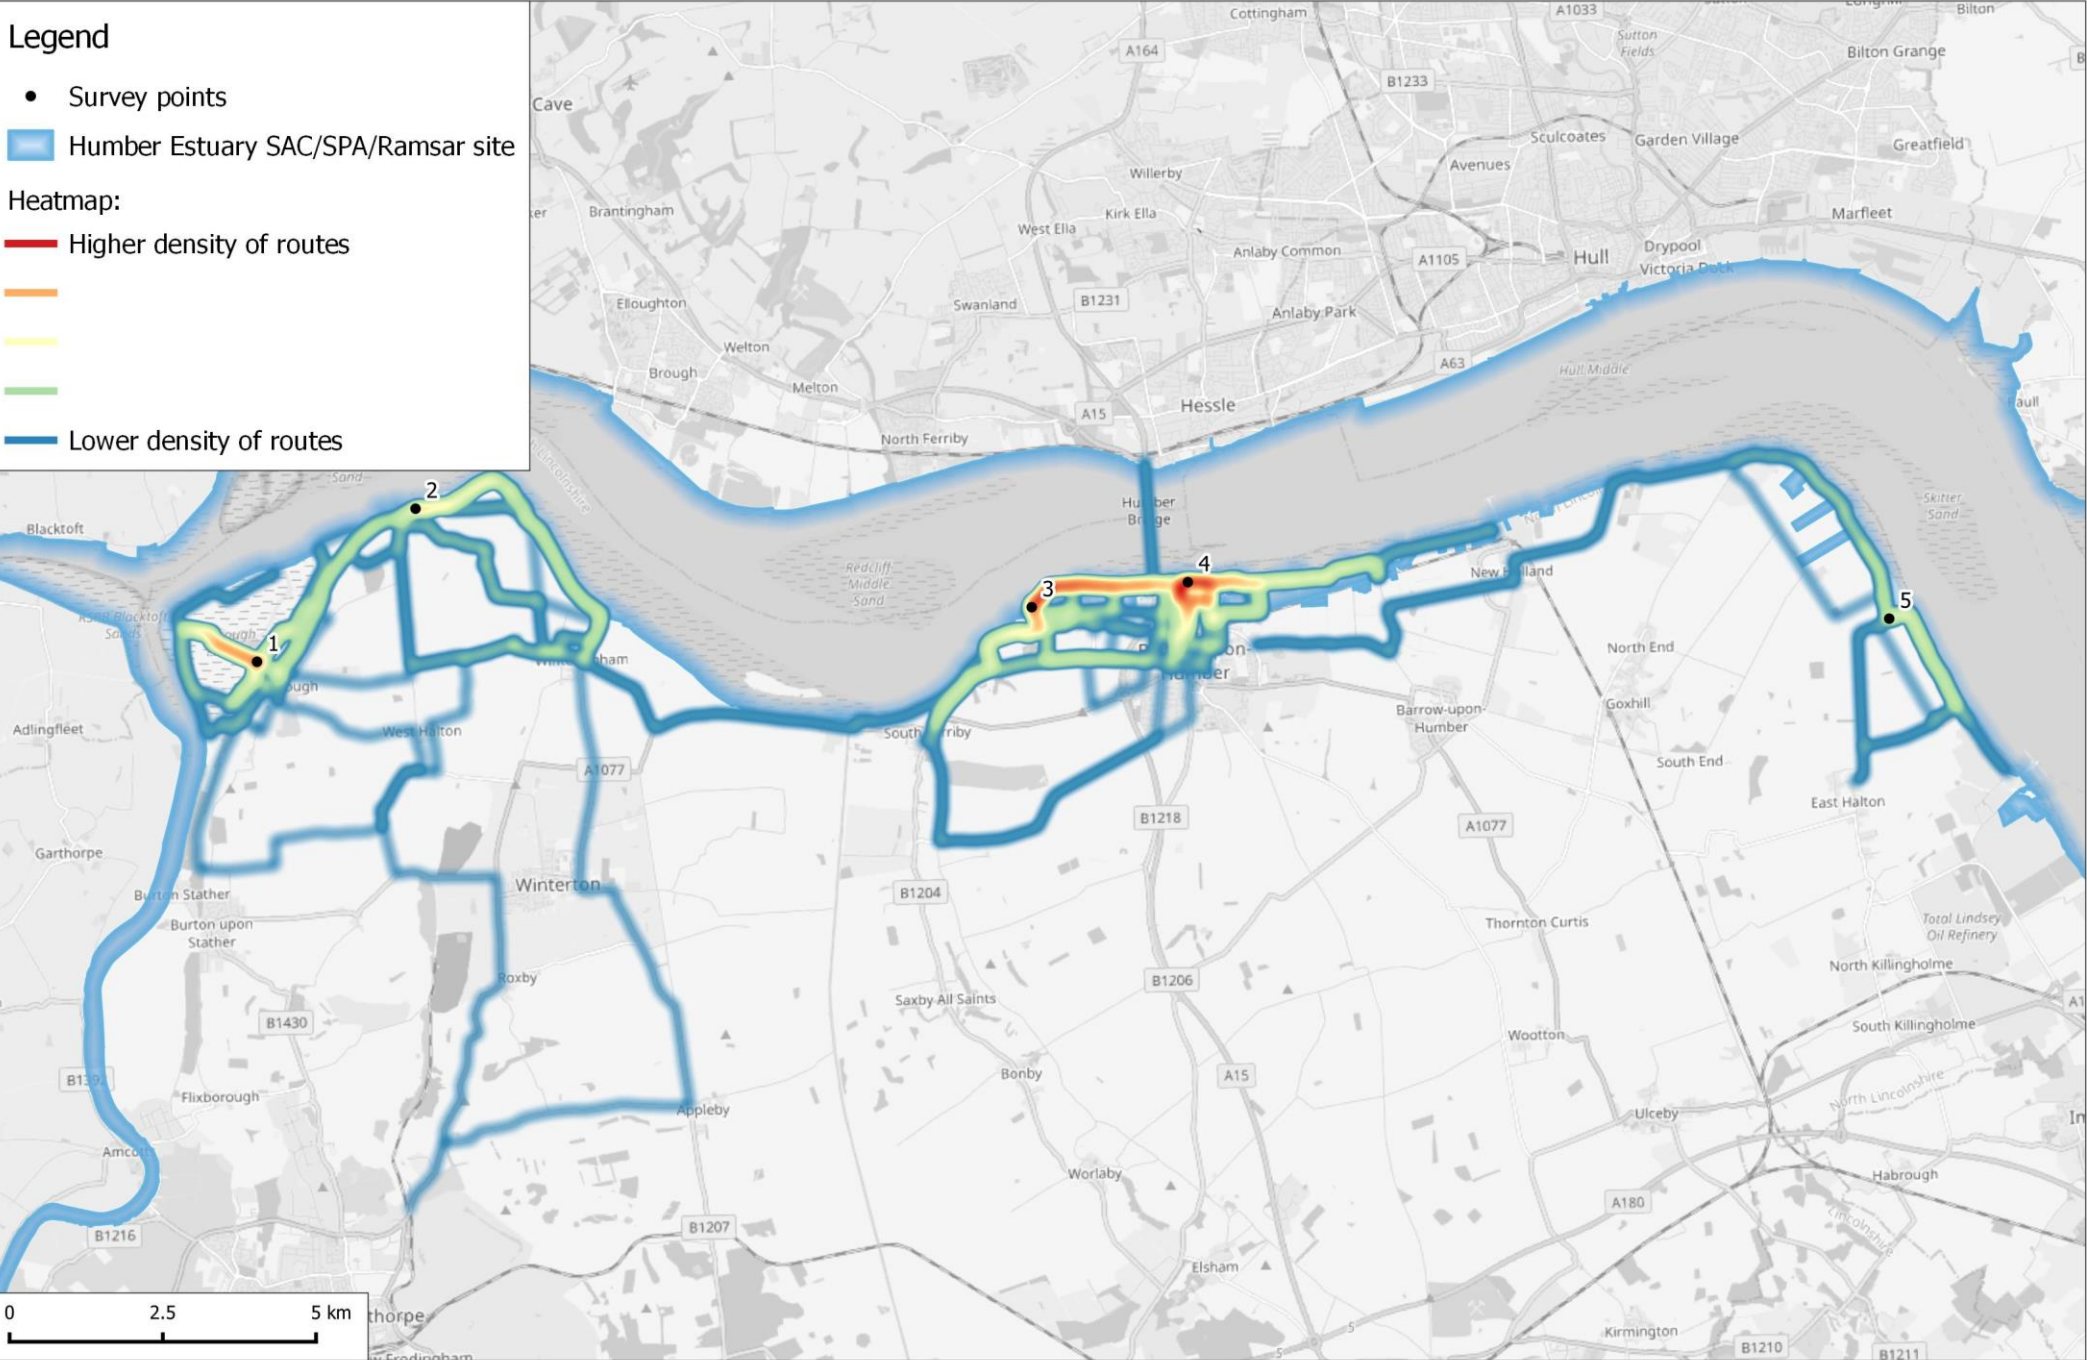 Legend
Survey points
Humber Estuary SAC/SPA/Ramsar site
Heatmap:
Higher density of routes
Lower density of routes
Cottingham
A1033
Bilton
A164
Sutton
Fields
Bilton Grange
B1233
Cave
Sculcoates
Garden Village
Greatfield
Avenues
Willerby
Brantingham
Kirk Ella
Marfleet
West Ella
Anlaby Common
A1105
Hull
Drypool
Victoria Dock
Elloughton
Swanland
B1231
Anlaby Park
Welton
Brough
Melton
A63
Hull Middle
Hessle
A15
North Ferriby
Sand
2
Blacktoft
Humber
Bridge
Skitter
Sand
Redcliff
Middle
Sand
3
4
New Holland
5
1
North End
Goxhill
Barrow-upon-
Humber
Adlingfleet
West Halton
A1077
South End
East Halton
B1218
A1077
Garthorpe
Burton Stather
Winterton
B1204
Burton upon
Stather
Thornton Curtis
Total Lindsey
Oil Refinery
North Killingholme
Roxby
B1206
Saxby All Saints
B1430
South Killingholme
Wootton
Bonby
A15
Flixborough
Appleby
North Lincolnshire
Ulceby
Worlaby
Habrough
A180
Lincolnshire
B1207
B1216
Elsham
0 2.5 5 km
thorpe
5
Kirmington
B1210
B1211
5